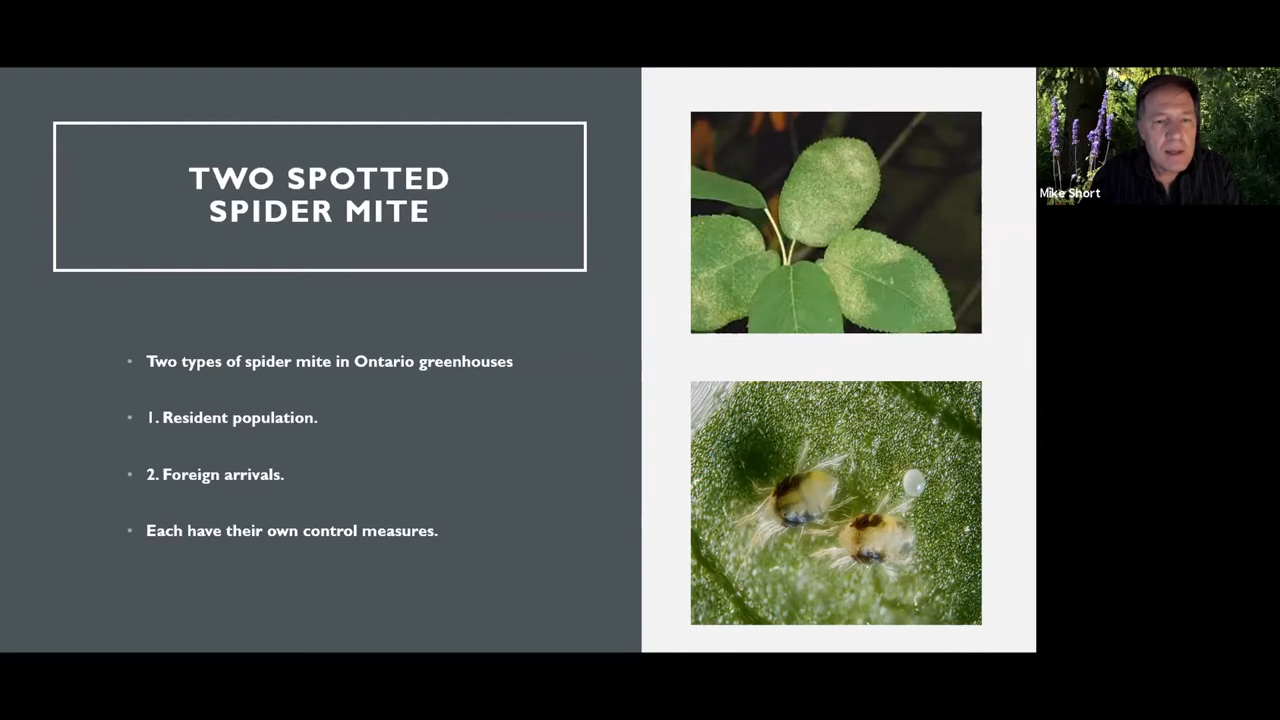 TWO SPOTTED
SPIDER MITE
• Two types of spider mite in Ontario greenhouses
• 1. Resident population.
• 2. Foreign arrivals.
• Each have their own control measures.
Mike Short